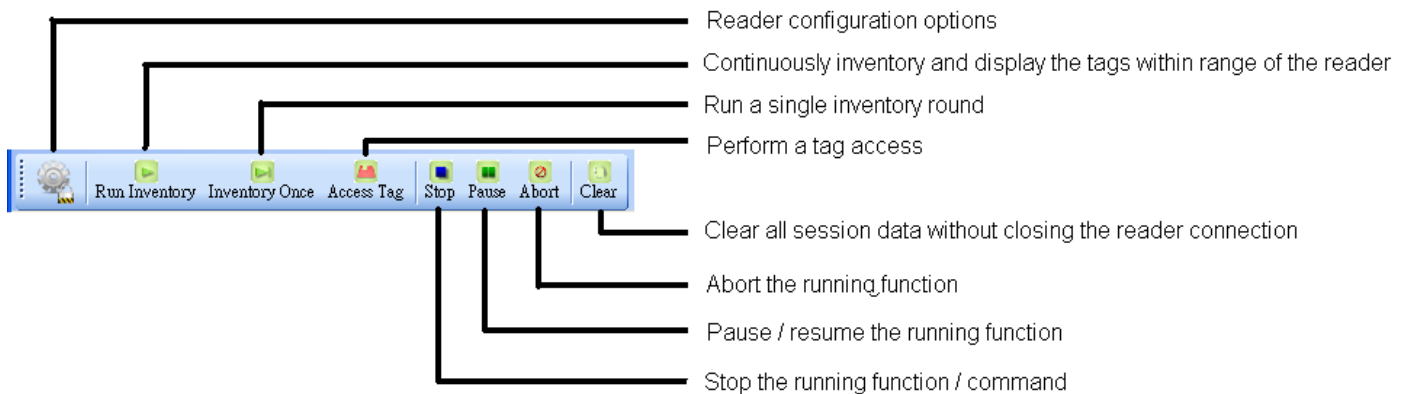 Reader configuration options
Continuously inventory and display the tags within range of the reader
Run a single inventory round
Perform a tag access
Run Inventory
Inventory Once
Access Tag
Stop
Pause
Abort
Clear
Clear all session data without closing the reader connection
Abort the running function
Pause / resume the running function
Stop the running function / command